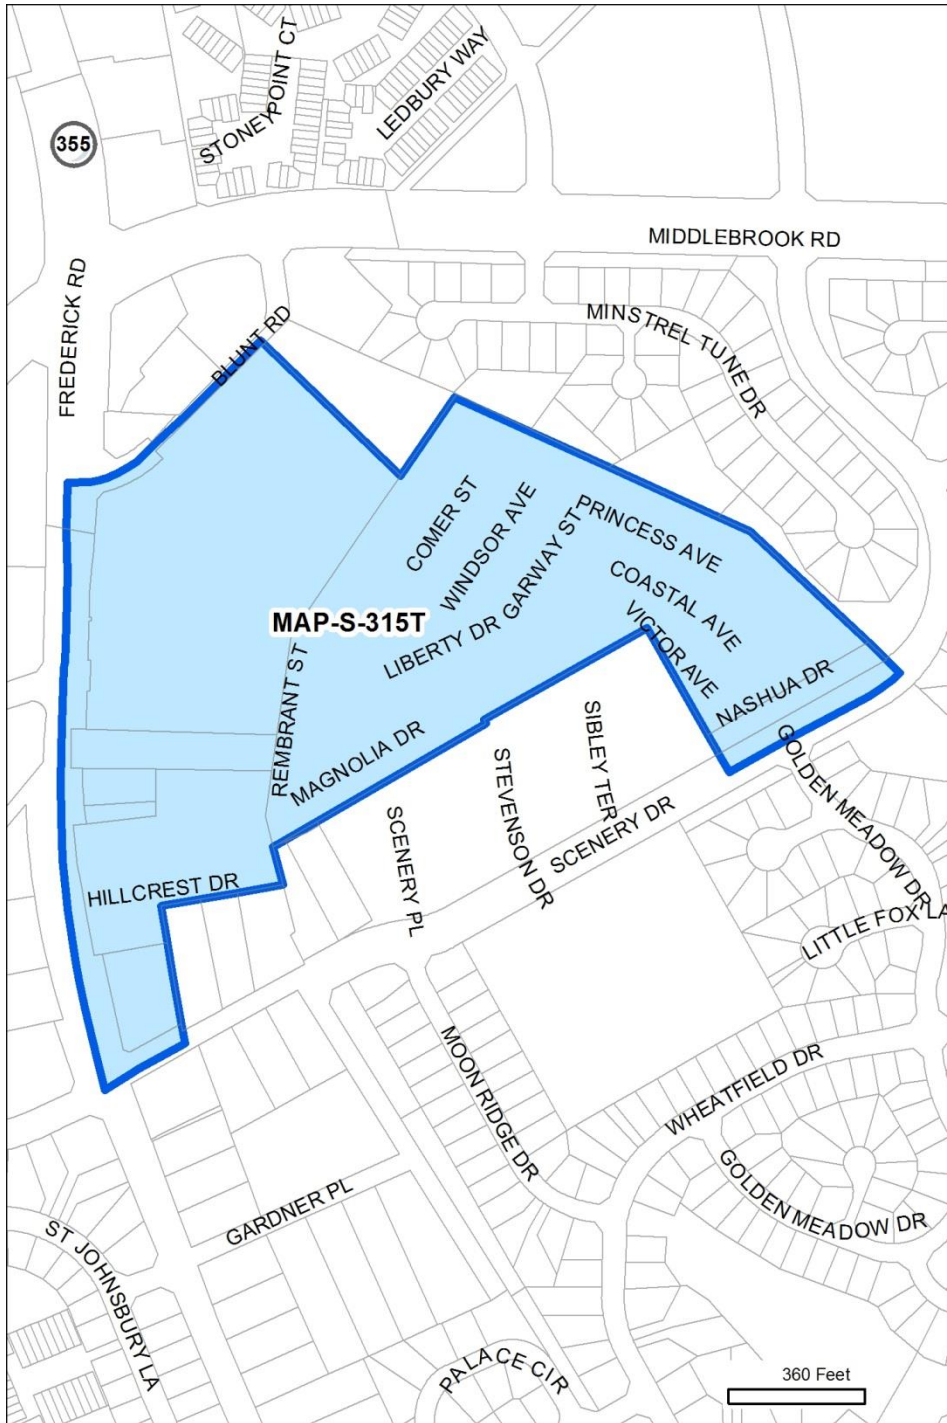 STONEY POINT CT
LEDBURY WAY
355
MIDDLEBROOK RD
FREDERICK RD
BLUNT RD
MINSTREL TUNE DR
COMER ST
WINDSOR AVE
GARWAY ST
PRINCESS AVE
COASTAL AVE
MAP-S-315T
LIBERTY DR
VICTOR AVE
NASHUA DR
REMBRANT ST
MAGNOLIA DR
SIBLEY TER
STEVENSON DR
SCENERY DR
GOLDEN MEADOW DR
SCENERY PL
HILLCREST DR
LITTLE FOX LA
MOON RIDGE DR
WHEATFIELD DR
GOLDEN MEADOW DR
GARDNER PL
ST JOHNSBURY LA
PALACE CIR
360 Feet